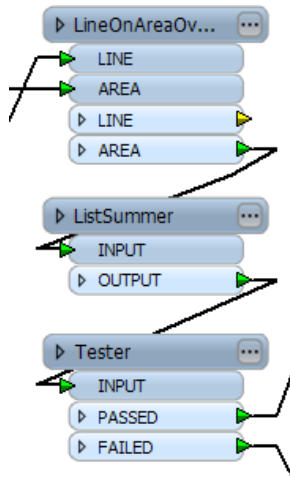 LineOnAreaOv...
LINE
AREA
LINE
AREA
ListSummer
INPUT
OUTPUT
Tester
INPUT
PASSED
FAILED